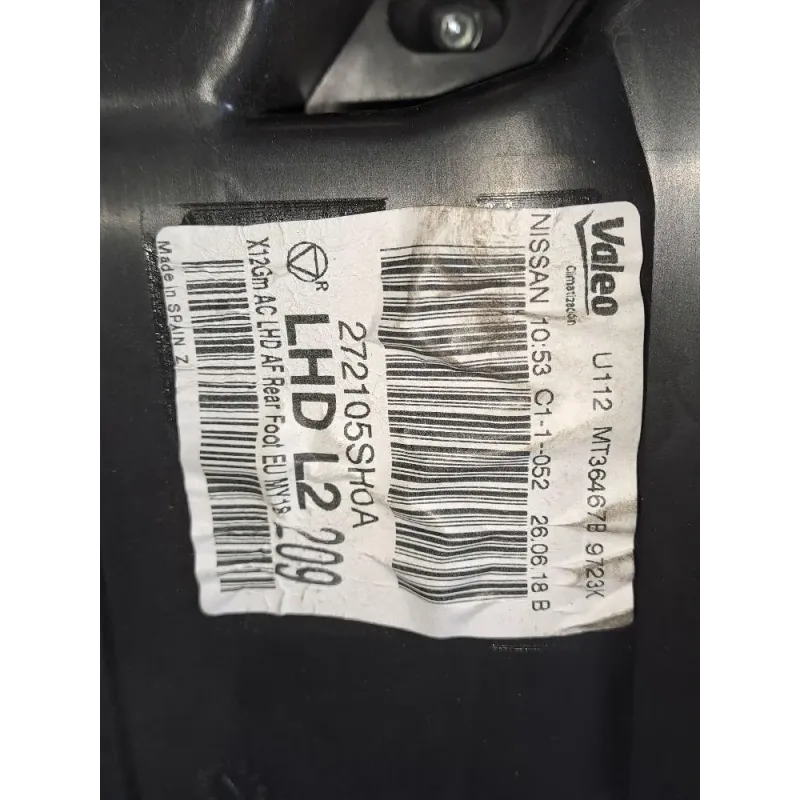 Valeo U112 MT36467B 9723K
Climatización
NISSAN 10:53 C1-1--052 26.06.18 B
272105SH0A
R LHD L2 209
X12Gm AC LHD AF Rear Foot EU MY18
Made in SPAIN Z